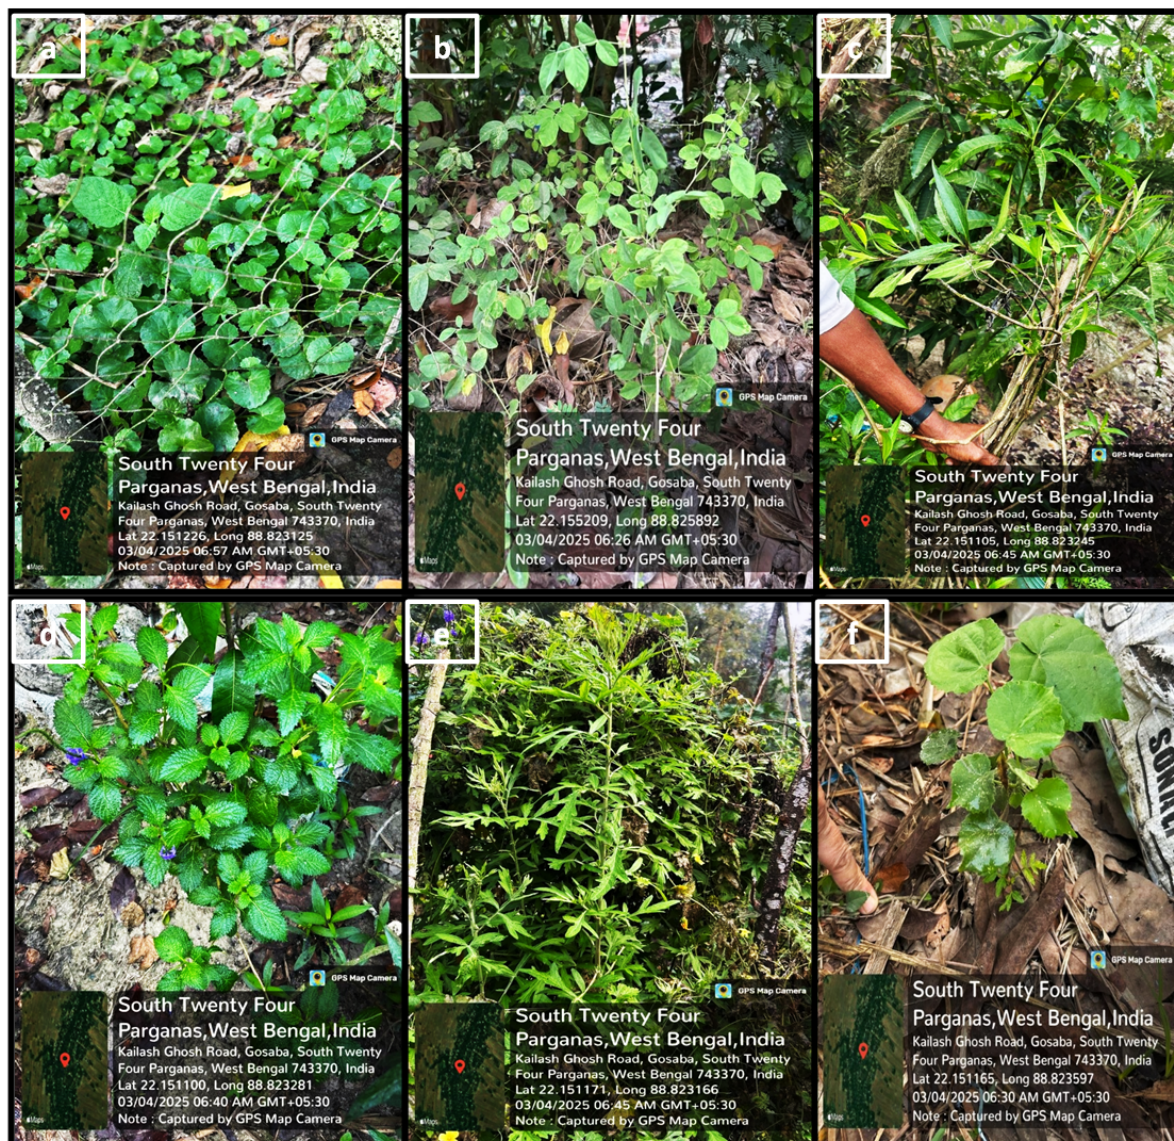 a
GPS Map Camera
South Twenty Four
Parganas,West Bengal,India
Kailash Ghosh Road, Gosaba, South Twenty
Four Parganas, West Bengal 743370, India
Lat 22.151226, Long 88.823125
03/04/2025 06:57 AM GMT+05:30
Note : Captured by GPS Map Camera
Maps
b
GPS Map Camera
South Twenty Four
Parganas,West Bengal,India
Kailash Ghosh Road, Gosaba, South Twenty
Four Parganas, West Bengal 743370, India
Lat 22.155209, Long 88.825892
03/04/2025 06:26 AM GMT+05:30
Note : Captured by GPS Map Camera
Maps
c
GPS Map Camera
South Twenty Four
Parganas,West Bengal,India
Kailash Ghosh Road, Gosaba, South Twenty
Four Parganas, West Bengal 743370, India
Lat 22.151105, Long 88.823245
03/04/2025 06:45 AM GMT+05:30
Note : Captured by GPS Map Camera
Maps
d
GPS Map Camera
South Twenty Four
Parganas,West Bengal,India
Kailash Ghosh Road, Gosaba, South Twenty
Four Parganas, West Bengal 743370, India
Lat 22.151100, Long 88.823281
03/04/2025 06:40 AM GMT+05:30
Note : Captured by GPS Map Camera
Maps
e
GPS Map Camera
South Twenty Four
Parganas,West Bengal,India
Kailash Ghosh Road, Gosaba, South Twenty
Four Parganas, West Bengal 743370, India
Lat 22.151171, Long 88.823166
03/04/2025 06:45 AM GMT+05:30
Note : Captured by GPS Map Camera
Maps
f
GPS Map Camera
South Twenty Four
Parganas,West Bengal,India
Kailash Ghosh Road, Gosaba, South Twenty
Four Parganas, West Bengal 743370, India
Lat 22.151165, Long 88.823597
03/04/2025 06:30 AM GMT+05:30
Note : Captured by GPS Map Camera
Maps